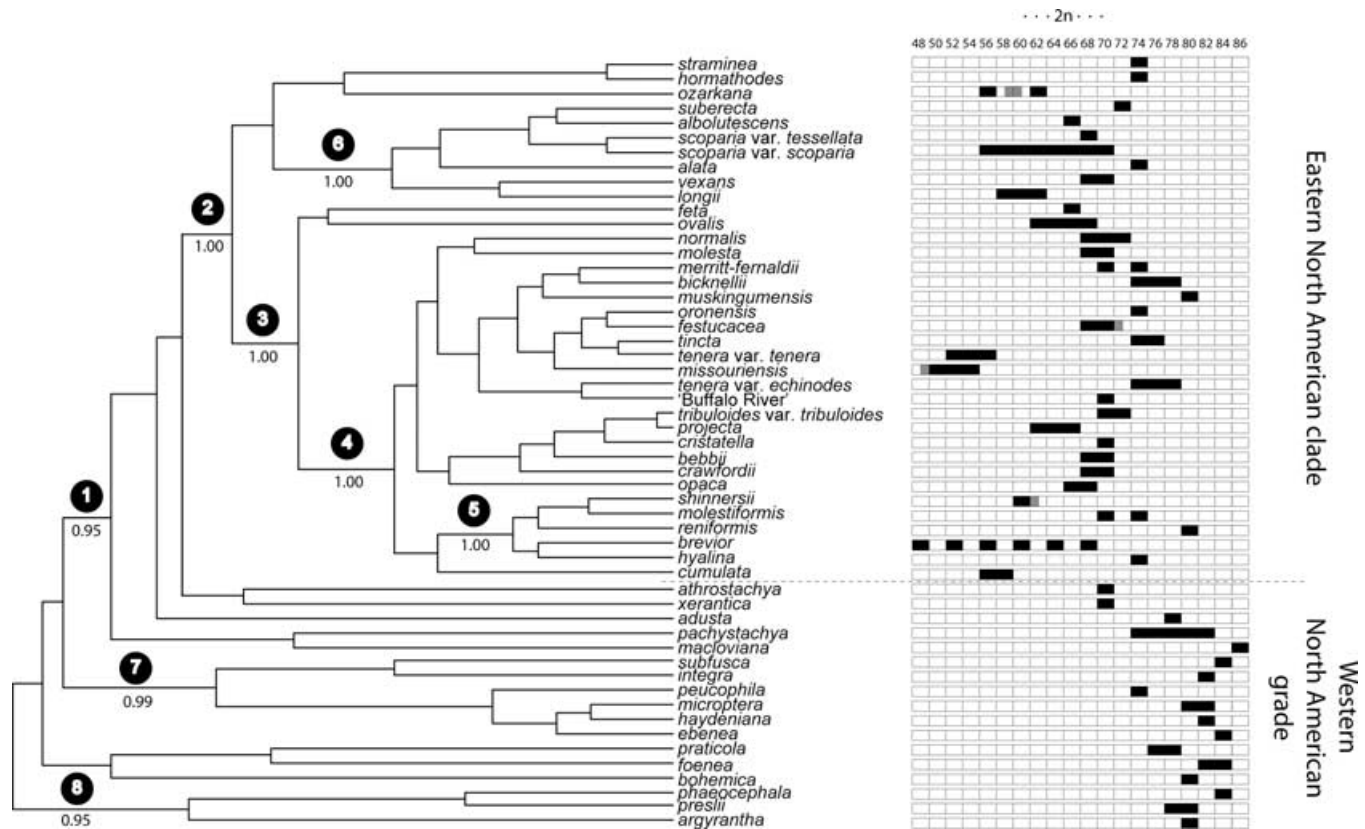 · · · 2n · · · ·
48 50 52 54 56 58 60 62 64 66 68 70 72 74 76 78 80 82 84 86
straminea
hormathodes
ozarkana
suberecta
albolutescens
scoparia var. tessellata
scoparia var. scoparia
alata
vexans
longii
feta
ovalis
normalis
molesta
merritt-fernaldii
bicknellii
muskingumensis
oronensis
festucacea
tincta
tenera var. tenera
missouriensis
tenera var. echinodes
'Buffalo River'
tribuloides var. tribuloides
projecta
cristatella
bebbii
crawfordii
opaca
shinnersii
molestiformis
reniformis
brevior
hyalina
cumulata
athrostachya
xerantica
adusta
pachystachya
macloviana
subfusca
integra
peucophila
microptera
haydeniana
ebenea
praticola
foenea
bohemica
phaeocephala
preslii
argyrantha
6
1.00
2
1.00
3
1.00
4
1.00
5
1.00
1
0.95
7
0.99
8
0.95
Eastern North American clade
Western
North American
grade